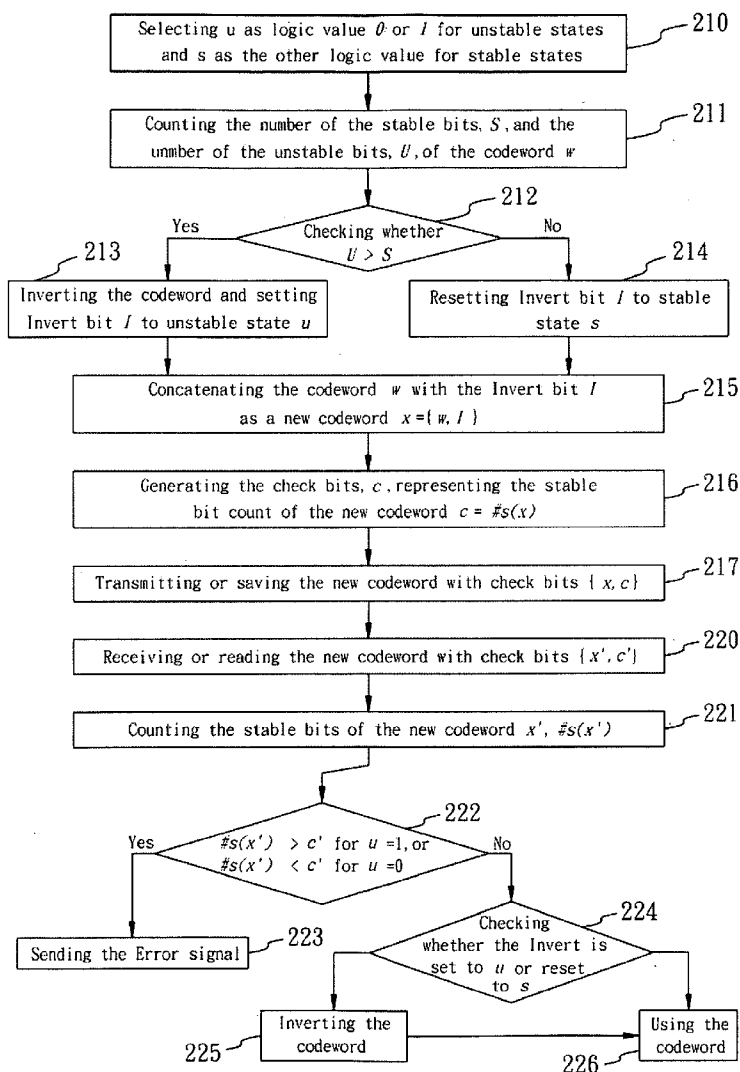 Selecting u as logic value 0 or 1 for unstable states
and s as the other logic value for stable states
210
Counting the number of the stable bits, S, and the
unmber of the unstable bits, U, of the codeword w
211
212
Yes
Checking whether
U > S
No
213
214
Inverting the codeword and setting
Invert bit I to unstable state u
Resetting Invert bit I to stable
state s
Concatenating the codeword w with the Invert bit I
as a new codeword x ={ w, I }
215
Generating the check bits, c, representing the stable
bit count of the new codeword c = #s(x)
216
Transmitting or saving the new codeword with check bits { x, c}
217
Receiving or reading the new codeword with check bits {x', c'}
220
Counting the stable bits of the new codeword x', #s(x')
221
222
Yes
#s(x') > c' for u =1, or
#s(x') < c' for u =0
No
Sending the Error signal
223
224
Checking
whether the Invert is
set to u or reset
to s
Inverting the
codeword
225
Using the
codeword
226